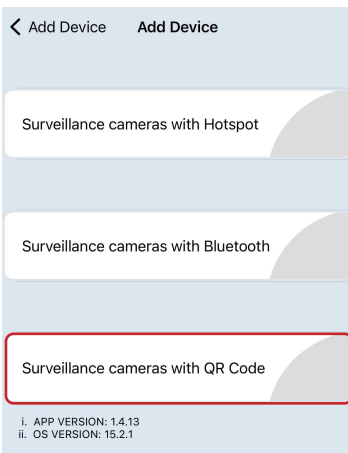 Add Device Add Device
Surveillance cameras with Hotspot
Surveillance cameras with Bluetooth
Surveillance cameras with QR Code
i. APP VERSION: 1.4.13
ii. OS VERSION: 15.2.1